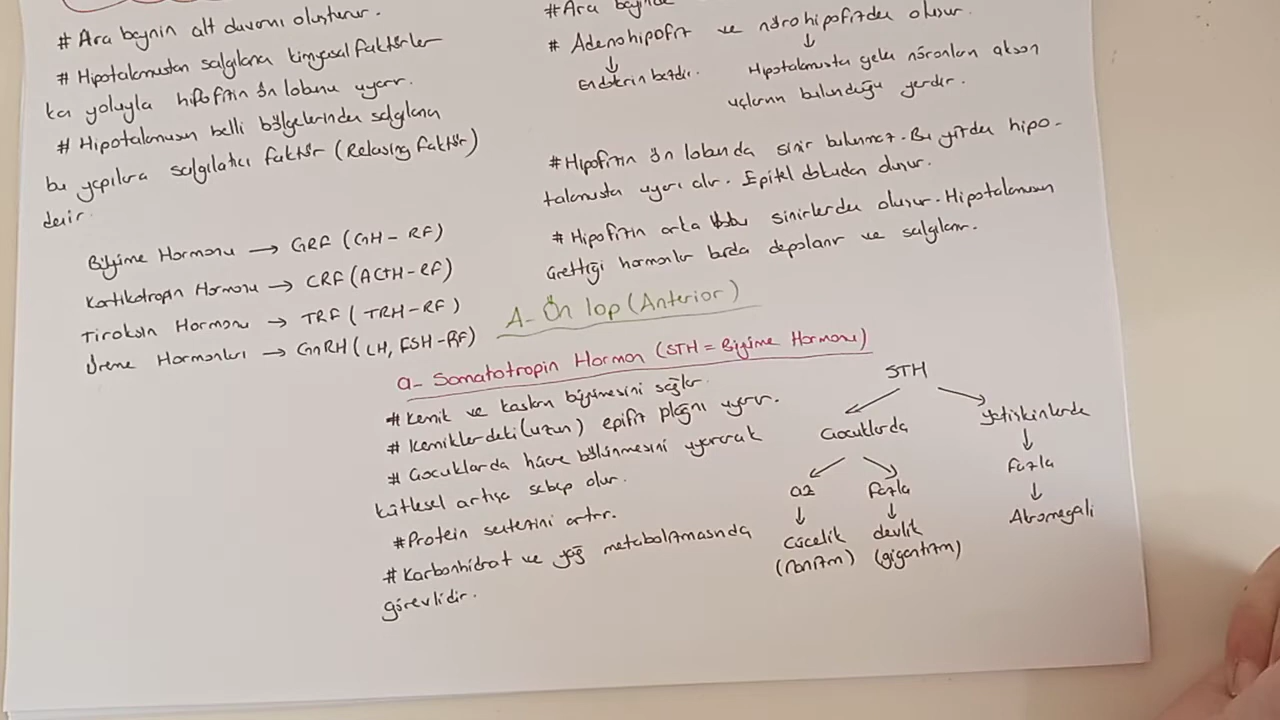 # Ara beynin alt duvarını oluşturur.
# Hipotalamustan salgılanan kimyasal faktörler
kan yoluyla hipofizin ön lobunu uyarır.
# Hipotalamusun belli bölgelerinden salgılanan
bu yapılara salgılatıcı faktör (Relasing faktör)
denir.
Büyüme Hormonu → GRF (GH - RF)
Kortikotropin Hormonu → CRF (ACTH-RF)
Tiroksin Hormonu → TRF (TRH-RF)
Üreme Hormonları → GnRH (LH, FSH-RF)
# Ara
# Adenohipofiz ve nörohipofizden oluşur.
↓ ↓
Endokrin bezdir. Hipotalamustan gelen nöronların akson
uçlarının bulunduğu yerdir.
# Hipofizin ön lobunda sinir bulunmaz. Bu yüzden hipo-
talamustan uyarı alır. Epitel dokudan oluşur.
# Hipofizin arka lobu sinirlerden oluşur. Hipotalamusun
ürettiği hormonlar burda depolanır ve salgılanır.
A- Ön lop (Anterior)
a- Somatotropin Hormon (STH = Büyüme Hormonu)
# Kemik ve kasların büyümesini sağlar.
# Kemiklerdeki (uzun) epifiz plağını uyarır.
# Çocuklarda hücre bölünmesini uyararak
kütlesel artışa sebep olur.
# Protein sentezini artırır.
# Karbonhidrat ve yağ metabolizmasında
görevlidir.
STH
Çocuklarda Yetişkinlerde
↓
az fazla Fazla
↓ ↓ ↓
Cücelik devlik Akromegali
(nanizm) (gigantizm)